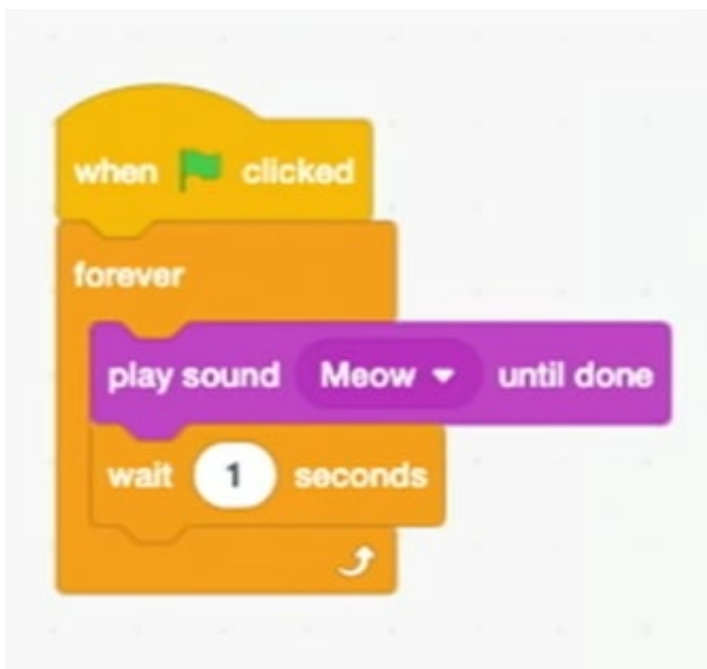 when clicked
forever
play sound Meow until done
wait 1 seconds